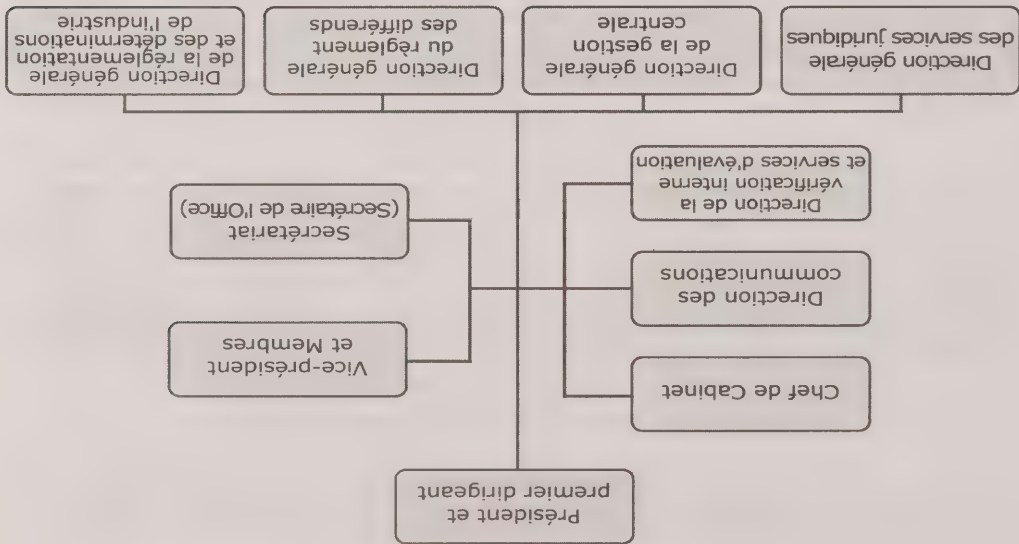 Président et
premier dirigeant
Chef de Cabinet
Vice-président
et Membres
Direction des
communications
Secrétariat
(Secrétaire de l'Office)
Direction de la
vérification interne
et services d'évaluation
Direction générale
des services juridiques
Direction générale
de la gestion
centrale
Direction générale
du règlement
des différends
Direction générale
de la réglementation
et des déterminations
de l'industrie